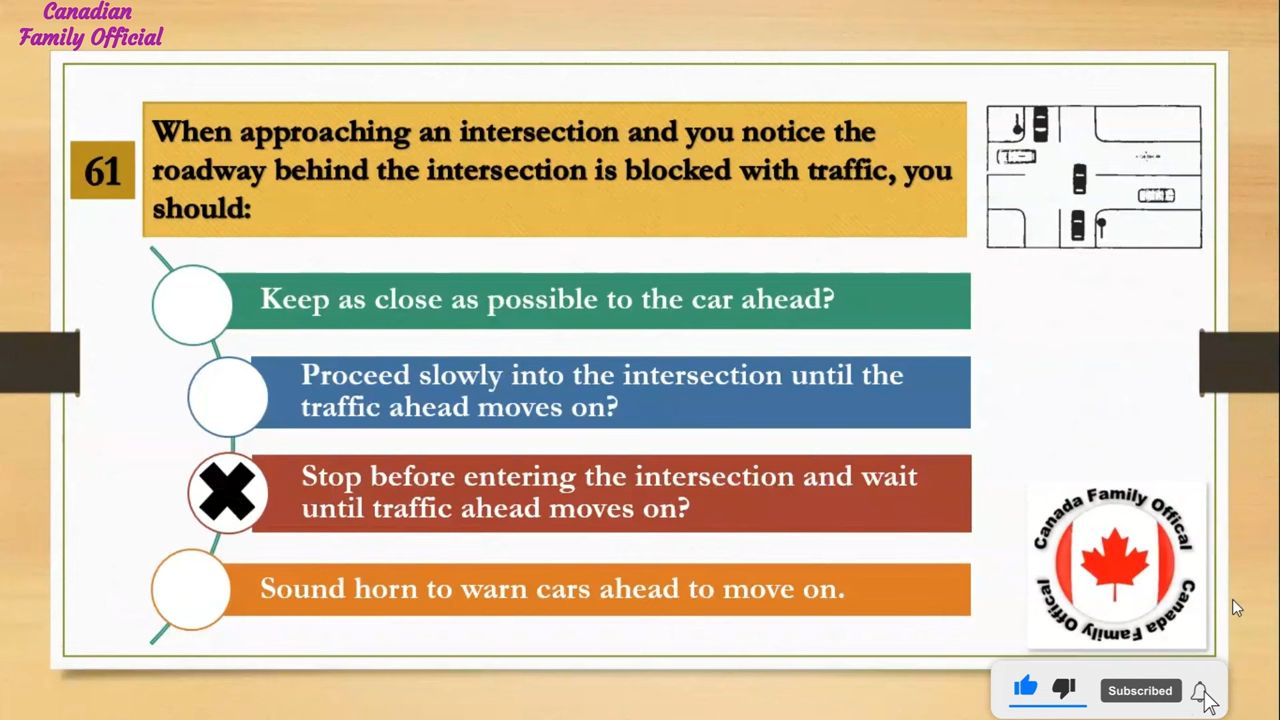 Canadian
Family Official
61
When approaching an intersection and you notice the
roadway behind the intersection is blocked with traffic, you
should:
Keep as close as possible to the car ahead?
Proceed slowly into the intersection until the
traffic ahead moves on?
Stop before entering the intersection and wait
until traffic ahead moves on?
Sound horn to warn cars ahead to move on.
Canada Family Offical
Canada Family Offical
Subscribed